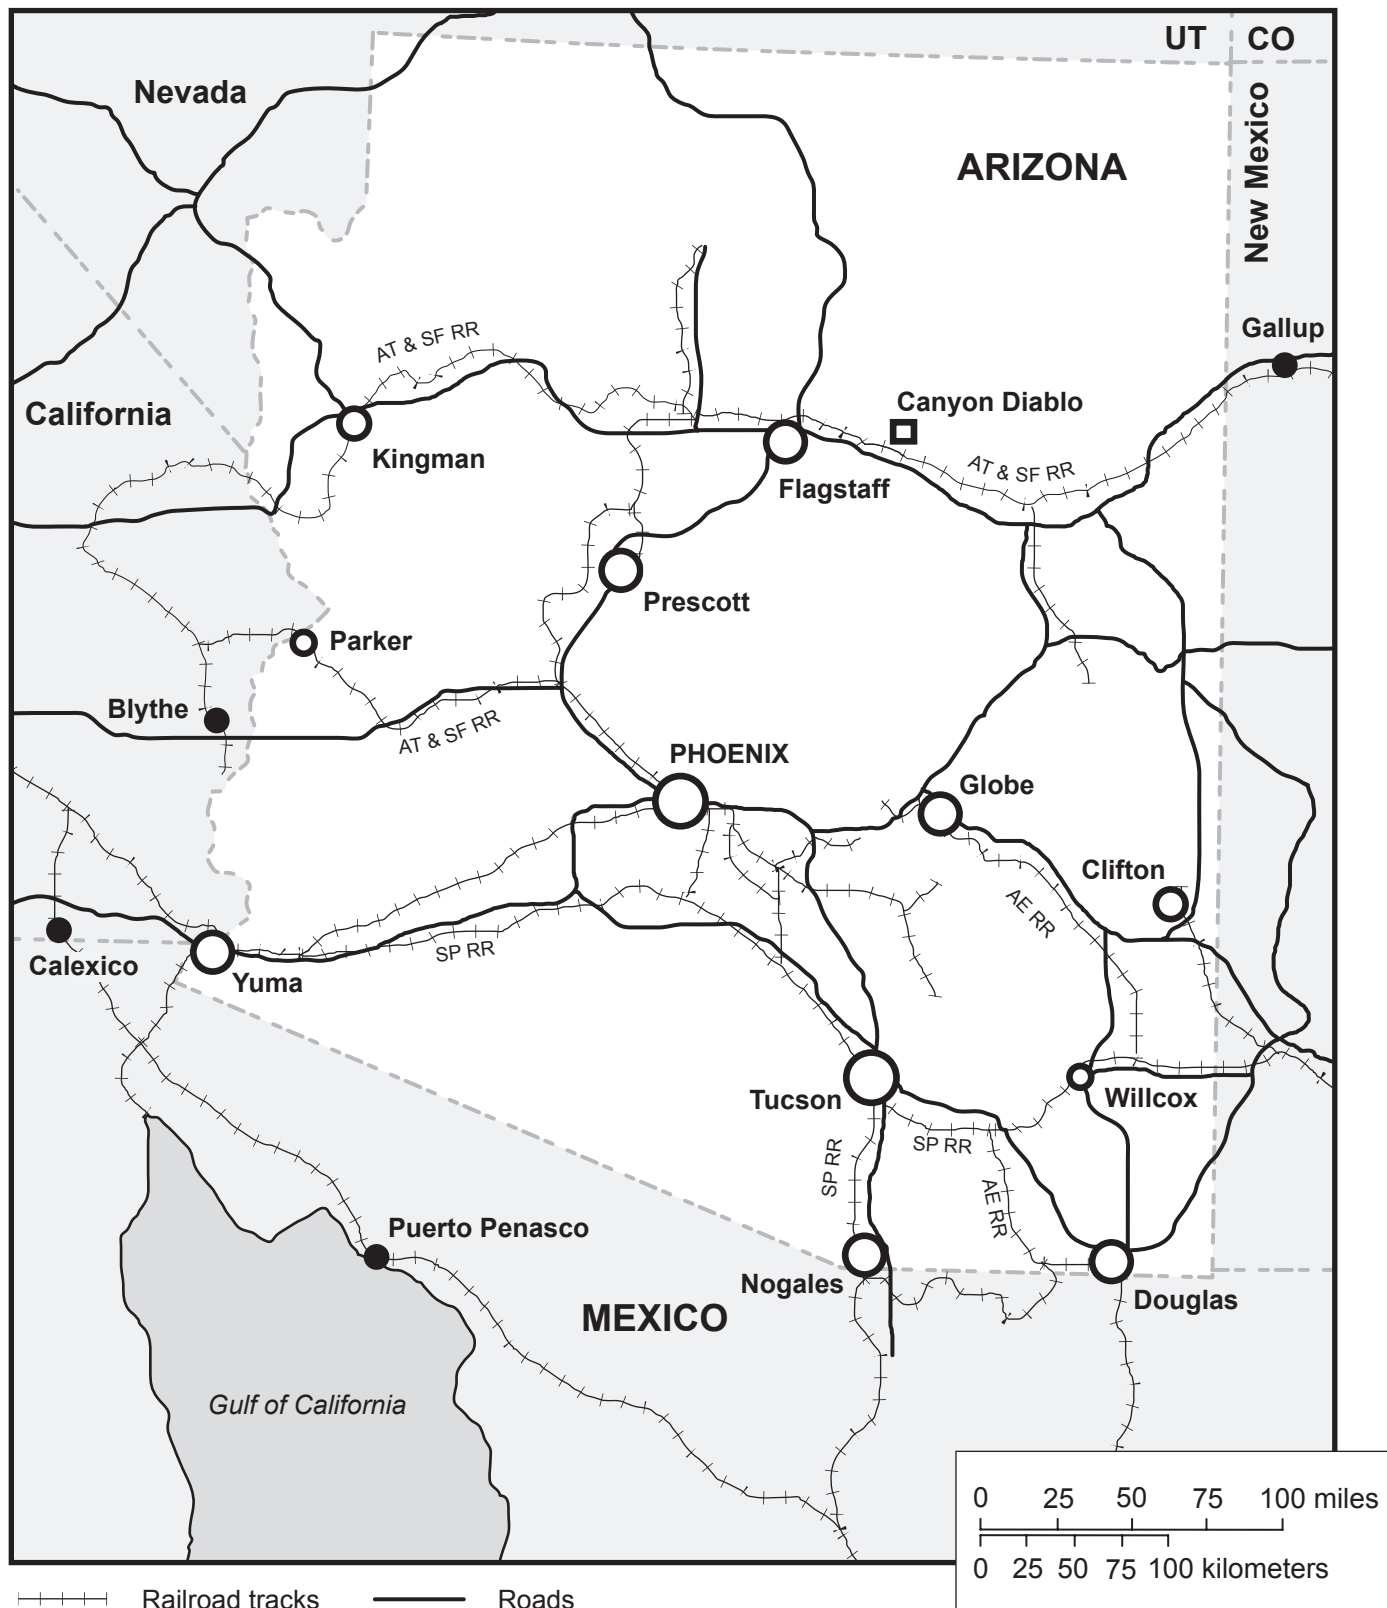 UT
CO
Nevada
New Mexico
ARIZONA
Gallup
AT & SF RR
Canyon Diablo
California
Kingman
AT & SF RR
Flagstaff
Prescott
Parker
Blythe
AT & SF RR
PHOENIX
Globe
Clifton
AE RR
SP RR
Calexico
Yuma
Tucson
Willcox
SP RR
SP RR
AE RR
Puerto Penasco
Nogales
Douglas
MEXICO
Gulf of California
0 25 50 75 100 miles
0 25 50 75 100 kilometers
Railroad tracks
Roads